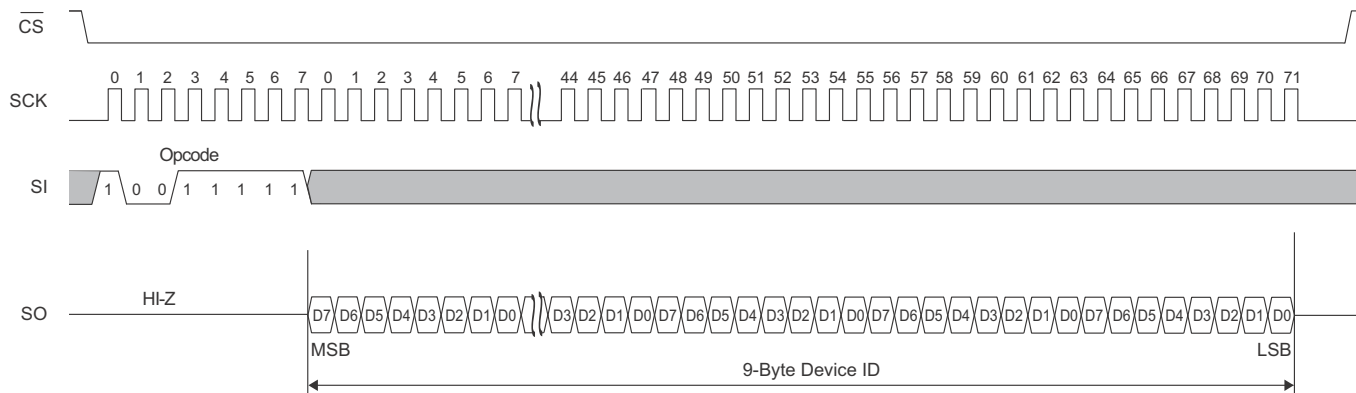 CS
0 1 2 3 4 5 6 7 0 1 2 3 4 5 6 7 44 45 46 47 48 49 50 51 52 53 54 55 56 57 58 59 60 61 62 63 64 65 66 67 68 69 70 71
SCK
Opcode
SI 1 0 0 1 1 1 1 1
HI-Z
SO D7 D6 D5 D4 D3 D2 D1 D0 D3 D2 D1 D0 D7 D6 D5 D4 D3 D2 D1 D0 D7 D6 D5 D4 D3 D2 D1 D0 D7 D6 D5 D4 D3 D2 D1 D0
MSB LSB
9-Byte Device ID